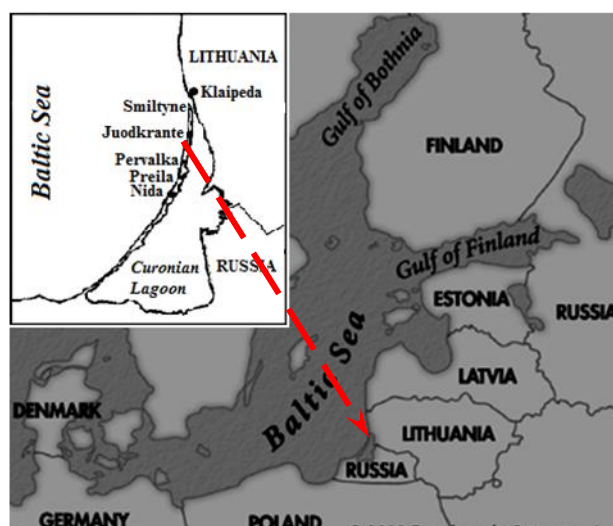 Baltic Sea
LITHUANIA
Klaipeda
Smiltyne
Juodkrante
Pervalka
Preila
Nida
RUSSIA
Curonian
Lagoon
Gulf of Bothnia
FINLAND
Gulf of Finland
ESTONIA
RUSSIA
LATVIA
Baltic Sea
DENMARK
LITHUANIA
RUSSIA
GERMANY
POLAND